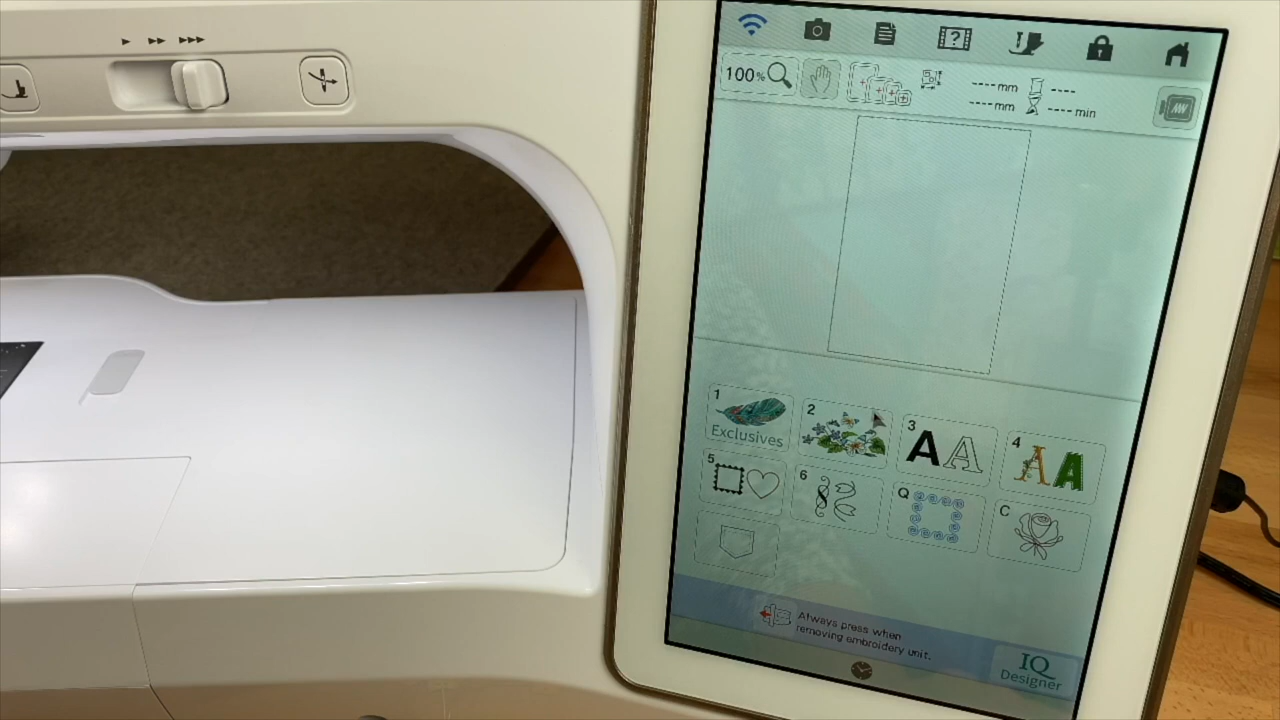 100%
----mm ----
----mm ----min
1
Exclusives
2
3
A A
4
A A
5
6
Q
C
Always press when
removing embroidery unit.
IQ
Designer